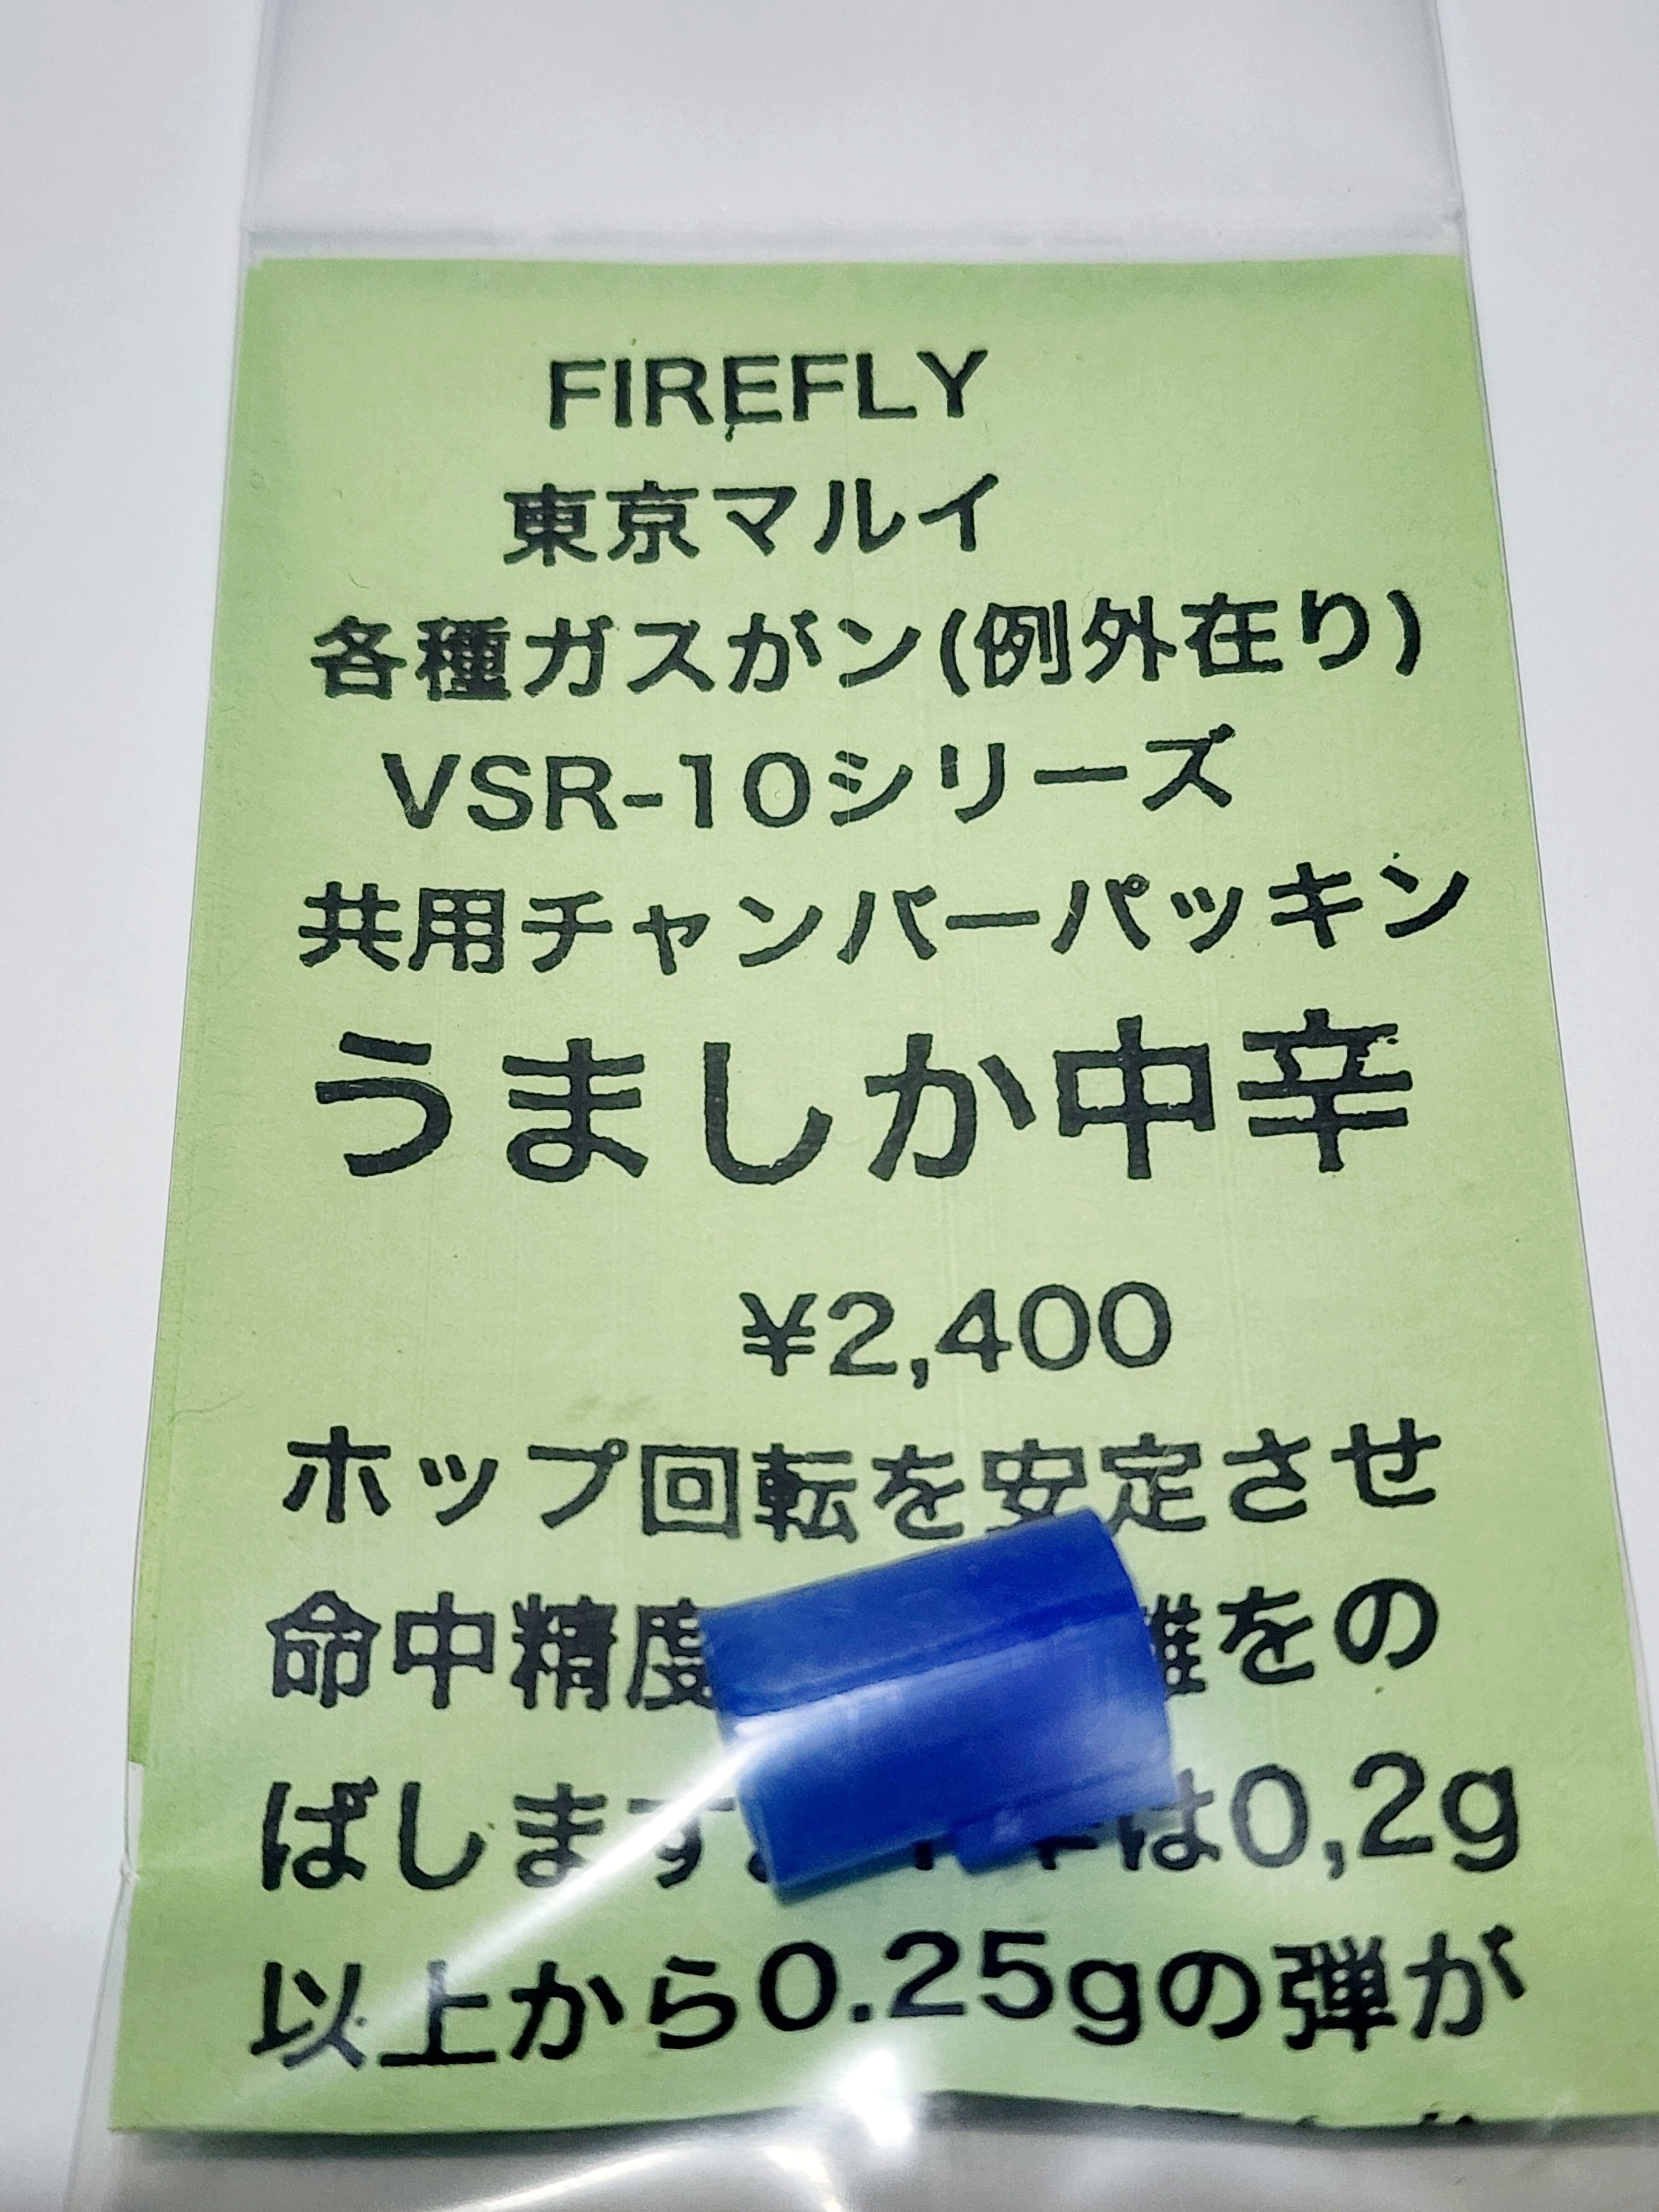 FIREFLY
東京マルイ
各種ガスがン(例外在り)
VSR-10シリーズ
共用チャンバーパッキン
うましか中辛
¥2,400
ホップ回転を安定させ
命中精度 をの
ばします。 は0,2g
以上から0.25gの弾が